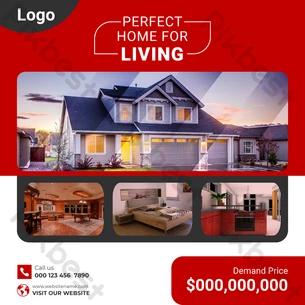 Logo
PERFECT
HOME FOR
LIVING
Call us
000 123 456 7890
www.websitename.com
VISIT OUR WEBSITE
Demand Price
$000,000,000